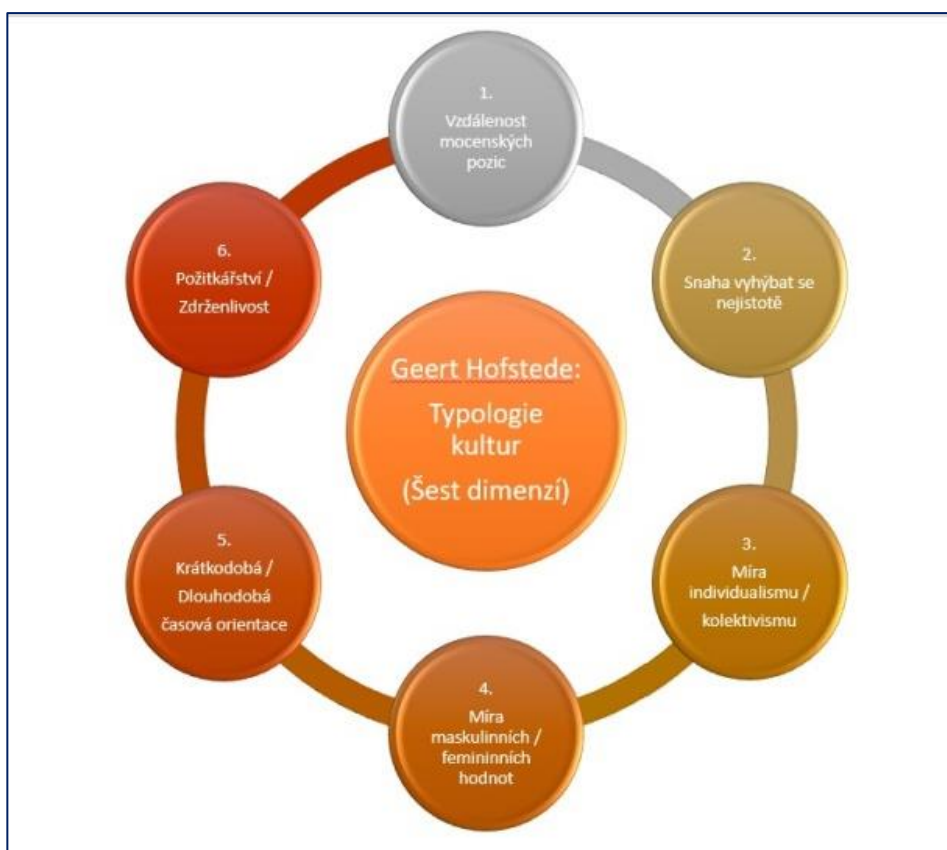 Geert Hofstede:
Typologie
kultur
(Šest dimenzí)
1.
Vzdálenost
mocenských
pozic
2.
Snaha vyhýbat se
nejistotě
3.
Míra
individualismu /
kolektivismu
4.
Míra
maskulinních /
femininních
hodnot
5.
Krátkodobá /
Dlouhodobá
časová orientace
6.
Požitkářství /
Zdrženlivost